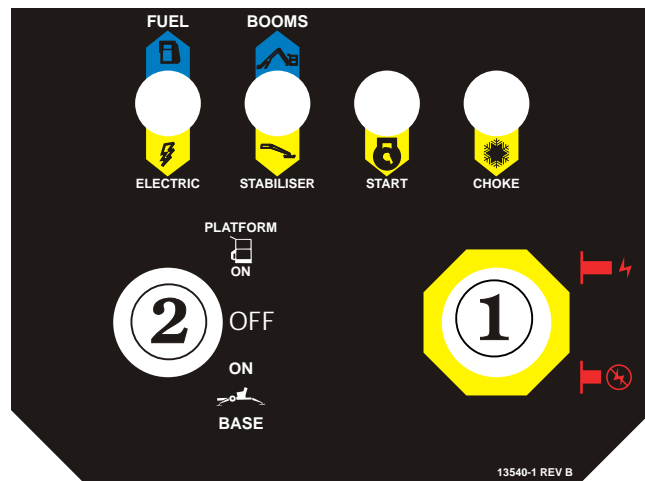 FUEL BOOMS
ELECTRIC STABILISER START CHOKE
PLATFORM
ON
2 OFF 1
ON
BASE
13540-1 REV B